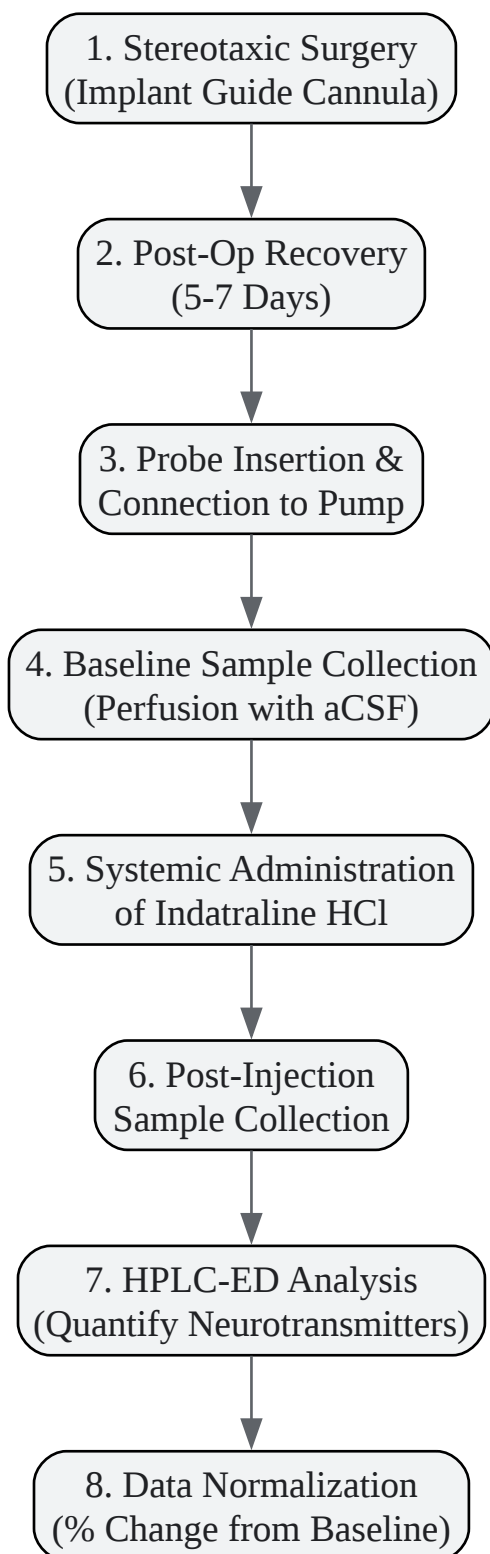 1. Stereotaxic Surgery
(Implant Guide Cannula)
2. Post-Op Recovery
(5-7 Days)
3. Probe Insertion &
Connection to Pump
4. Baseline Sample Collection
(Perfusion with aCSF)
5. Systemic Administration
of Indatraline HCl
6. Post-Injection
Sample Collection
7. HPLC-ED Analysis
(Quantify Neurotransmitters)
8. Data Normalization
(% Change from Baseline)